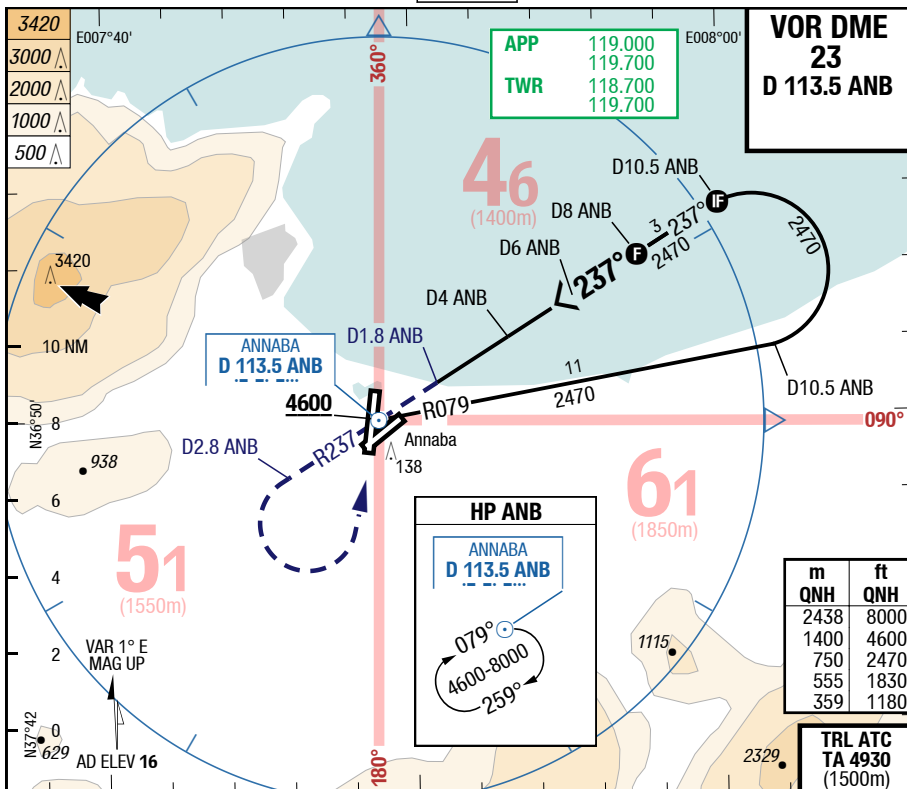 3420
3000
2000
1000
500
E007°40'
360°
APP 119.000
119.700
TWR 118.700
119.700
E008°00'
VOR DME
23
D 113.5 ANB
46
(1400m)
D10.5 ANB
IF
D8 ANB
3
237°
2470
F
2470
D6 ANB
237°
3420
D4 ANB
10 NM
D1.8 ANB
ANNABA
D 113.5 ANB
11
2470
D10.5 ANB
4600
R079
090°
N36°50'
8
Annaba
D2.8 ANB
R237
138
938
6
61
(1850m)
HP ANB
51
(1550m)
ANNABA
D 113.5 ANB
4
m ft
QNH QNH
2438 8000
1400 4600
750 2470
555 1830
359 1180
079°
4600-8000
259°
1115
2
VAR 1° E
MAG UP
N37°42
0
629
AD ELEV 16
180°
2329
TRL ATC
TA 4930
(1500m)